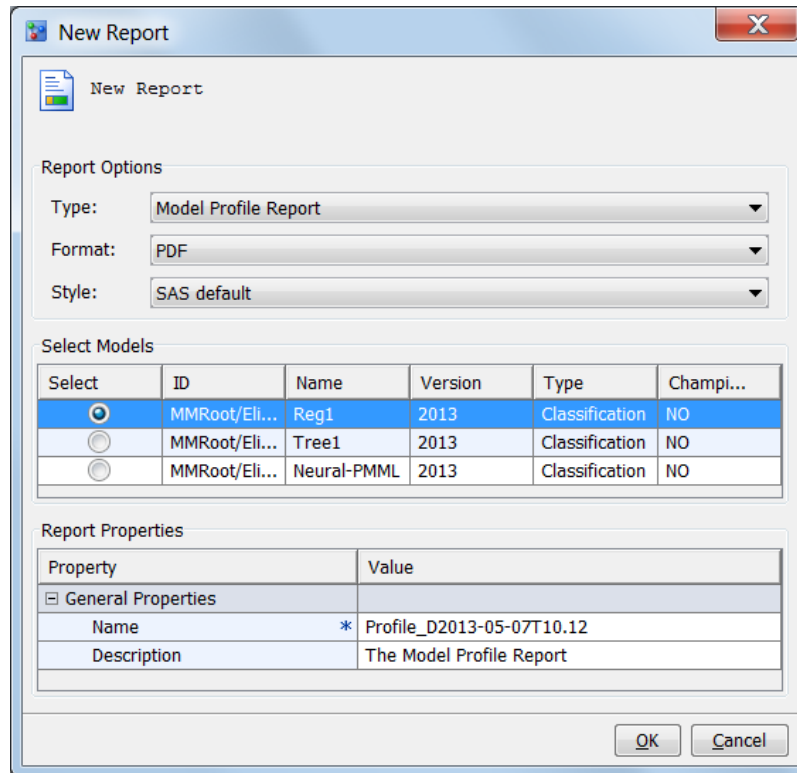 New Report
New Report
Report Options
Type: Model Profile Report
Format: PDF
Style: SAS default
Select Models
Select ID Name Version Type Champi...
MMRoot/Eli... Reg1 2013 Classification NO
MMRoot/Eli... Tree1 2013 Classification NO
MMRoot/Eli... Neural-PMML 2013 Classification NO
Report Properties
Property Value
General Properties
Name * Profile_D2013-05-07T10.12
Description The Model Profile Report
OK Cancel